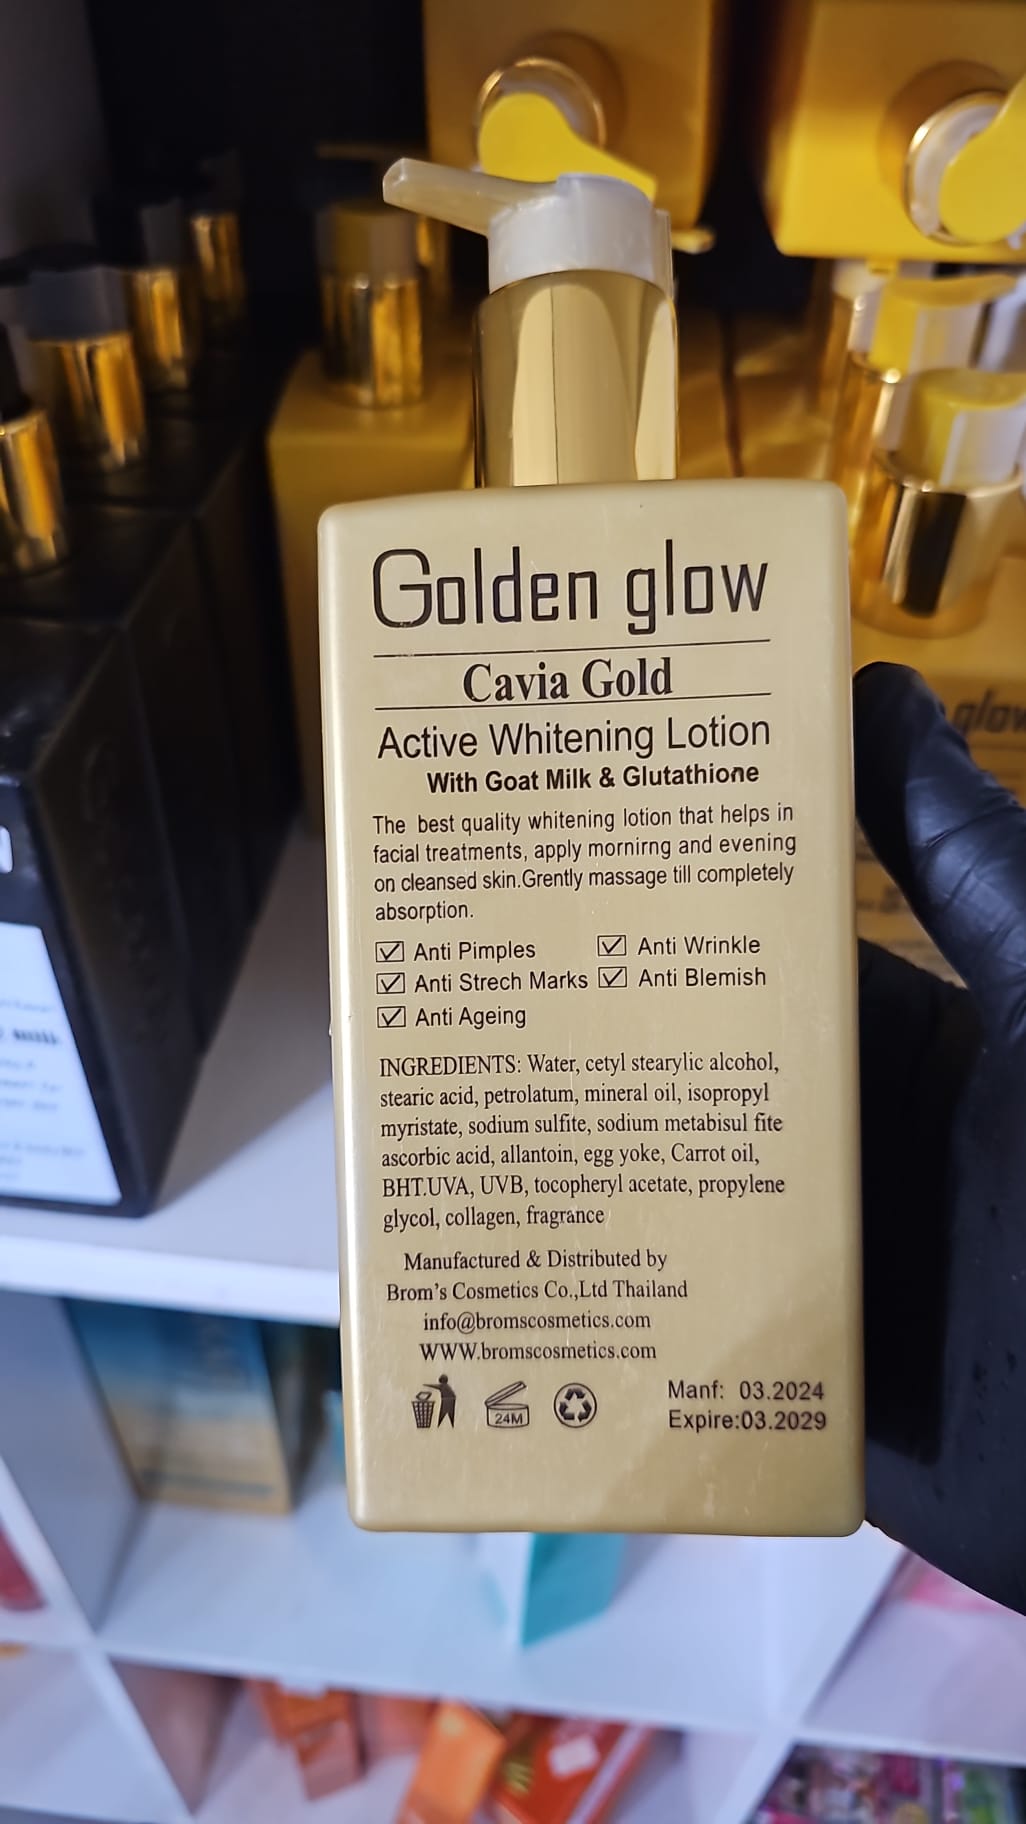 Golden glow
Cavia Gold
Active Whitening Lotion
With Goat Milk & Glutathione
The best quality whitening lotion that helps in
facial treatments, apply mornirng and evening
on cleansed skin.Grently massage till completely
absorption.
Anti Pimples Anti Wrinkle
Anti Strech Marks Anti Blemish
Anti Ageing
INGREDIENTS: Water, cetyl stearylic alcohol,
stearic acid, petrolatum, mineral oil, isopropyl
myristate, sodium sulfite, sodium metabisul fite
ascorbic acid, allantoin, egg yoke, Carrot oil,
BHT.UVA, UVB, tocopheryl acetate, propylene
glycol, collagen, fragrance
Manufactured & Distributed by
Brom's Cosmetics Co.,Ltd Thailand
info@bromscosmetics.com
WWW.bromscosmetics.com
24M
Manf: 03.2024
Expire:03.2029
glow